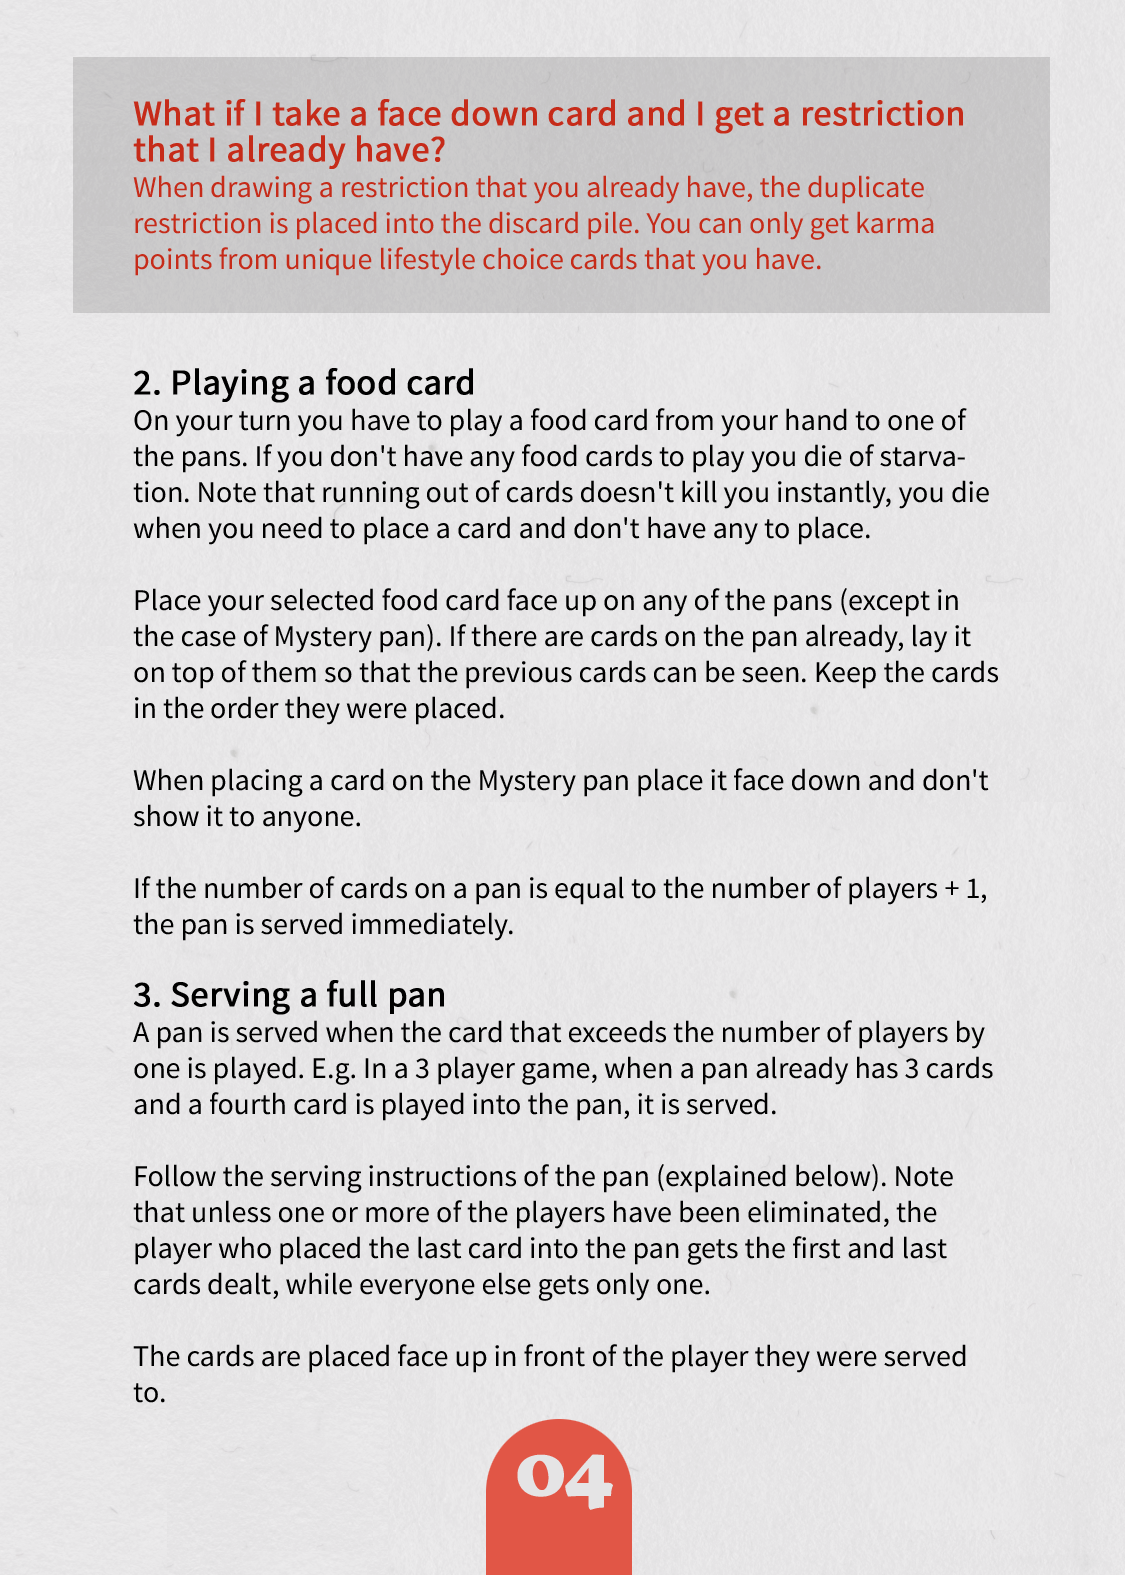 What if I take a face down card and I get a restriction
that I already have?
When drawing a restriction that you already have, the duplicate
restriction is placed into the discard pile. You can only get karma
points from unique lifestyle choice cards that you have.
2. Playing a food card
On your turn you have to play a food card from your hand to one of
the pans. If you don't have any food cards to play you die of starva-
tion. Note that running out of cards doesn't kill you instantly, you die
when you need to place a card and don't have any to place.
Place your selected food card face up on any of the pans (except in
the case of Mystery pan). If there are cards on the pan already, lay it
on top of them so that the previous cards can be seen. Keep the cards
in the order they were placed.
When placing a card on the Mystery pan place it face down and don't
show it to anyone.
If the number of cards on a pan is equal to the number of players + 1,
the pan is served immediately.
3. Serving a full pan
A pan is served when the card that exceeds the number of players by
one is played. E.g. In a 3 player game, when a pan already has 3 cards
and a fourth card is played into the pan, it is served.
Follow the serving instructions of the pan (explained below). Note
that unless one or more of the players have been eliminated, the
player who placed the last card into the pan gets the first and last
cards dealt, while everyone else gets only one.
The cards are placed face up in front of the player they were served
to.
04